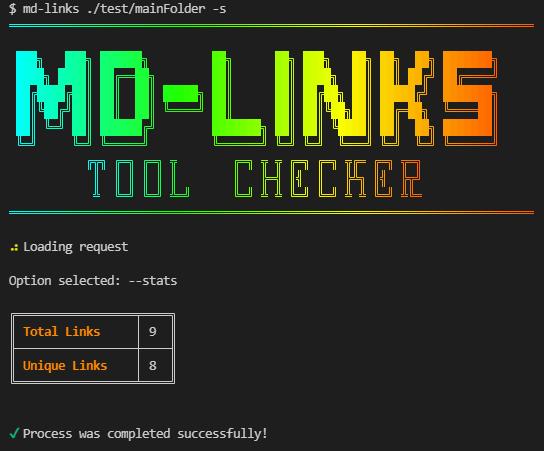 $ md-links ./test/mainFolder -s
MD-LINKS
TOOL CHECKER
Loading request
Option selected: --stats
Total Links 9
Unique Links 8
✓ Process was completed successfully!